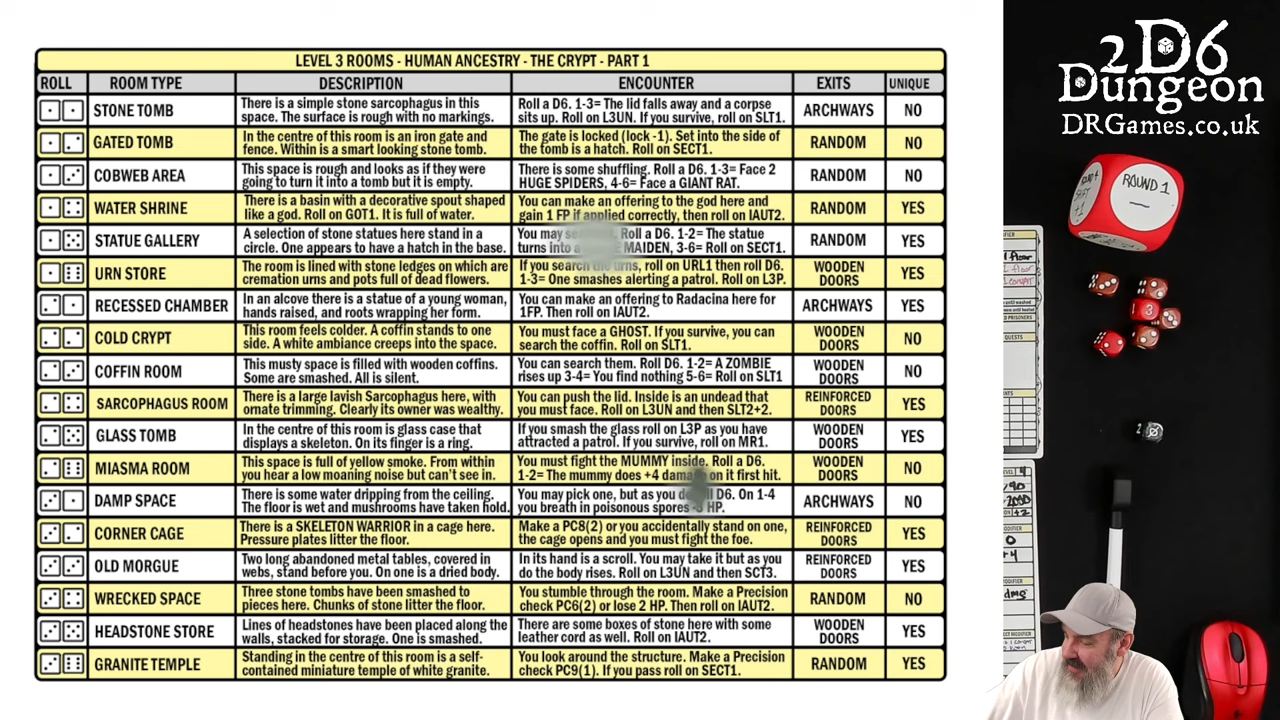 LEVEL 3 ROOMS - HUMAN ANCESTRY - THE CRYPT - PART 1
ROLL ROOM TYPE DESCRIPTION ENCOUNTER EXITS UNIQUE
STONE TOMB There is a simple stone sarcophagus in this Roll a D6. 1-3= The lid falls away and a corpse ARCHWAYS NO
space. The surface is rough with no markings. sits up. Roll on L3UN. If you survive, roll on SLT1.
GATED TOMB In the centre of this room is an iron gate and The gate is locked (lock -1). Set into the side of RANDOM NO
fence. Within is a smart looking stone tomb. the tomb is a hatch. Roll on SECT1.
COBWEB AREA This space is rough and looks as if they were There is some shuffling. Roll a D6. 1-3= Face 2 RANDOM NO
going to turn it into a tomb but it is empty. HUGE SPIDERS, 4-6= Face a GIANT RAT.
WATER SHRINE There is a basin with a decorative spout shaped You can make an offering to the god here and RANDOM YES
like a god. Roll on GOT1. It is full of water. gain 1 FP if applied correctly, then roll on IAUT2.
STATUE GALLERY A selection of stone statues here stand in a You may Roll a D6. 1-2= The statue RANDOM YES
circle. One appears to have a hatch in the base. turns into MAIDEN, 3-6= Roll on SECT1.
URN STORE The room is lined with stone ledges on which are If you search the urns, roll on URL1 then roll D6. WOODEN YES
cremation urns and pots full of dead flowers. 1-3= One smashes alerting a patrol. Roll on L3P. DOORS
RECESSED CHAMBER In an alcove there is a statue of a young woman, You can make an offering to Radacina here for ARCHWAYS YES
hands raised, and roots wrapping her form. 1FP. Then roll on IAUT2.
COLD CRYPT This room feels colder. A coffin stands to one You must face a GHOST. If you survive, you can WOODEN NO
side. A white ambiance creeps into the space. search the coffin. Roll on SLT1. DOORS
COFFIN ROOM This musty space is filled with wooden coffins. You can search them. Roll D6. 1-2= A ZOMBIE WOODEN NO
Some are smashed. All is silent. rises up 3-4= You find nothing 5-6= Roll on SLT1 DOORS
SARCOPHAGUS ROOM There is a large lavish Sarcophagus here, with You can push the lid. Inside is an undead that REINFORCED YES
ornate trimming. Clearly its owner was wealthy. you must face. Roll on L3UN and then SLT2+2. DOORS
GLASS TOMB In the centre of this room is glass case that If you smash the glass roll on L3P as you have WOODEN YES
displays a skeleton. On its finger is a ring. attracted a patrol. If you survive, roll on MR1. DOORS
MIASMA ROOM This space is full of yellow smoke. From within You must fight the MUMMY inside. Roll a D6. WOODEN NO
you hear a low moaning noise but can't see in. 1-2= The mummy does +4 damage on it first hit. DOORS
DAMP SPACE There is some water dripping from the ceiling. You may pick one, but as you do D6. On 1-4 ARCHWAYS NO
The floor is wet and mushrooms have taken hold. you breath in poisonous spores HP.
CORNER CAGE There is a SKELETON WARRIOR in a cage here. Make a PC8(2) or you accidentally stand on one, REINFORCED YES
Pressure plates litter the floor. the cage opens and you must fight the foe. DOORS
OLD MORGUE Two long abandoned metal tables, covered in In its hand is a scroll. You may take it but as you REINFORCED YES
webs, stand before you. On one is a dried body. do the body rises. Roll on L3UN and then SCT3. DOORS
WRECKED SPACE Three stone tombs have been smashed to You stumble through the room. Make a Precision RANDOM NO
pieces here. Chunks of stone litter the floor. check PC6(2) or lose 2 HP. Then roll on IAUT2.
HEADSTONE STORE Lines of headstones have been placed along the There are some boxes of stone here with some WOODEN YES
walls, stacked for storage. One is smashed. leather cord as well. Roll on IAUT2. DOORS
GRANITE TEMPLE Standing in the centre of this room is a self- You look around the structure. Make a Precision RANDOM YES
contained miniature temple of white granite. check PC9(1). If you pass roll on SECT1.
2D6
Dungeon
DRGames.co.uk
ROUND 1